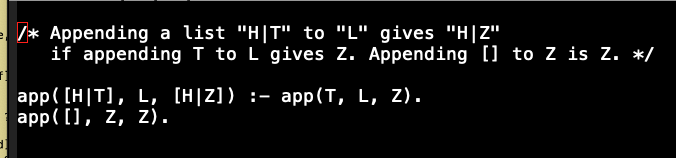 /* Appending a list "H|T" to "L" gives "H|Z"
if appending T to L gives Z. Appending [] to Z is Z. */
app([H|T], L, [H|Z]) :- app(T, L, Z).
app([], Z, Z).